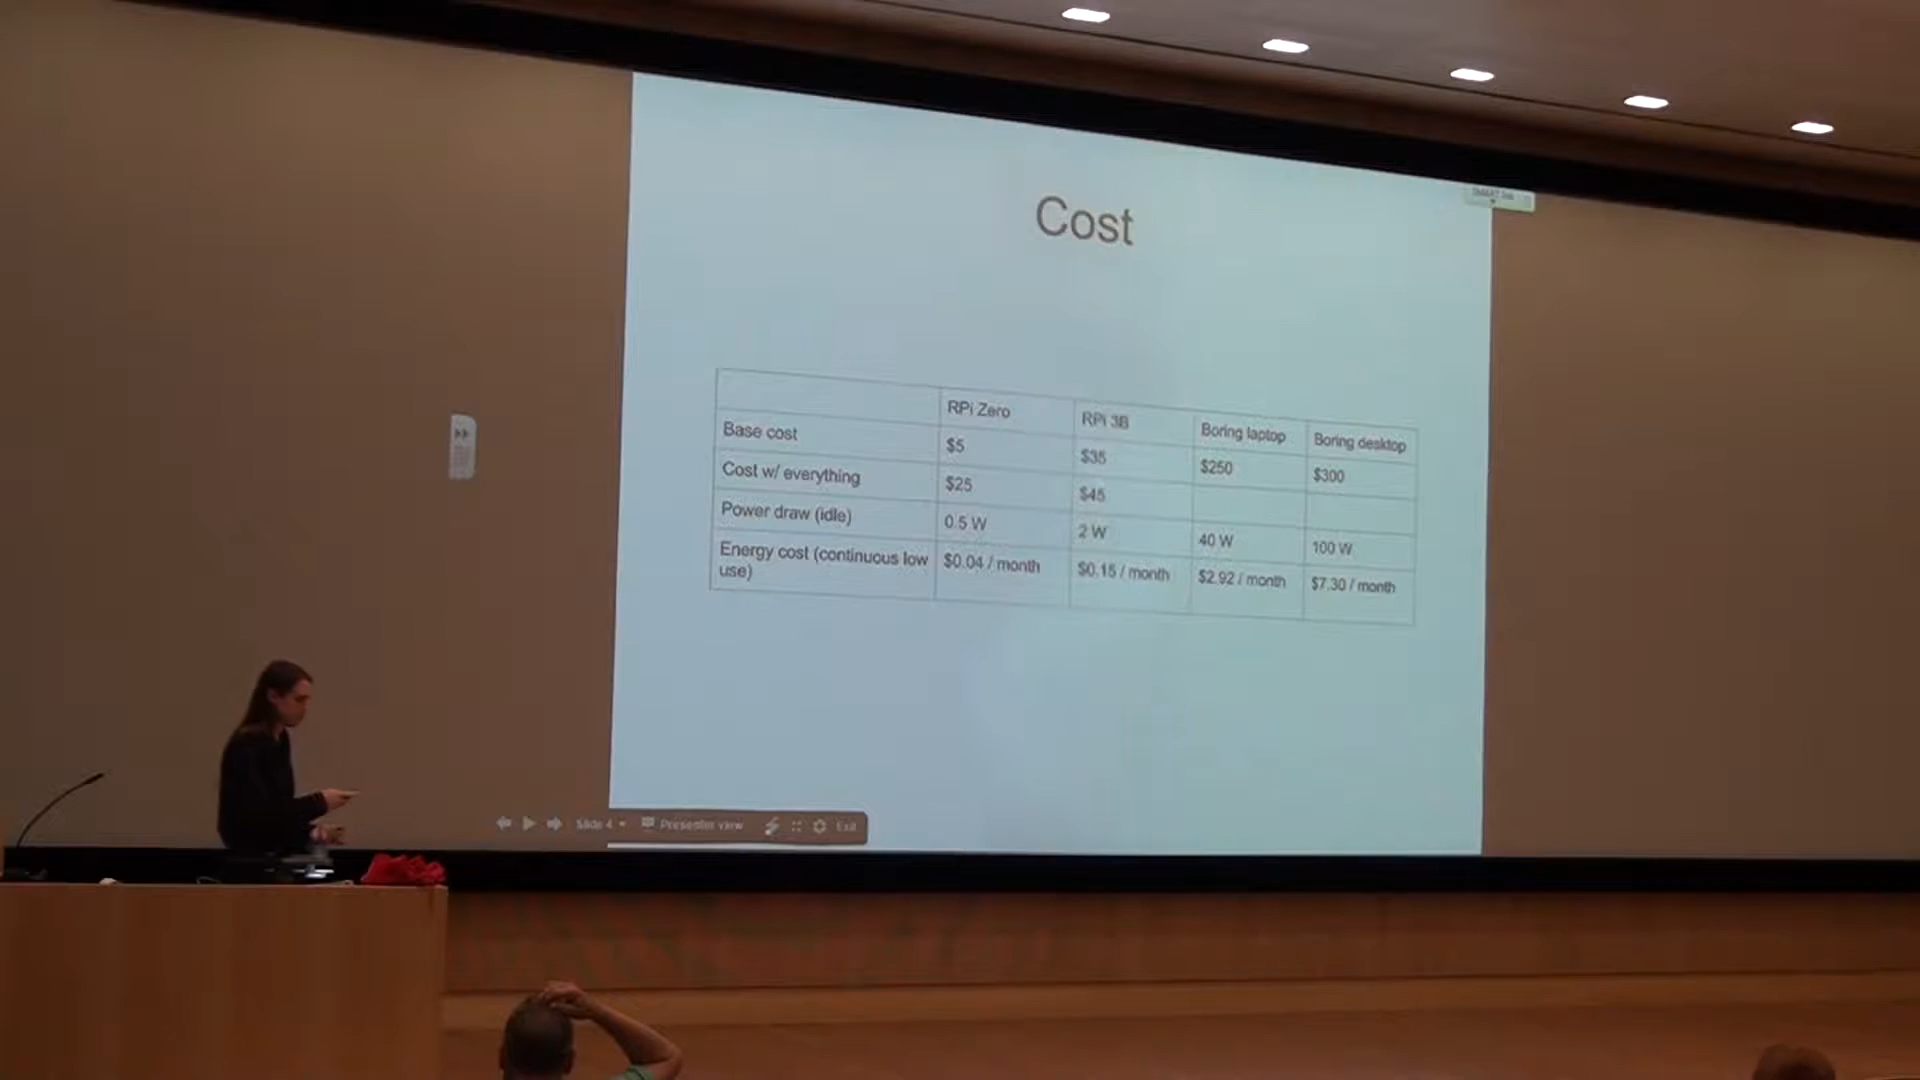 Cost
RPi Zero
RPi 3B
Boring laptop
Boring desktop
Base cost
$5
$35
$250
$300
Cost w/ everything
$25
$45
Power draw (idle)
0.5 W
2 W
40 W
100 W
Energy cost (continuous low
use)
$0.04 / month
$0.15 / month
$2.92 / month
$7.30 / month
Slide 4
Presenter view
Exit